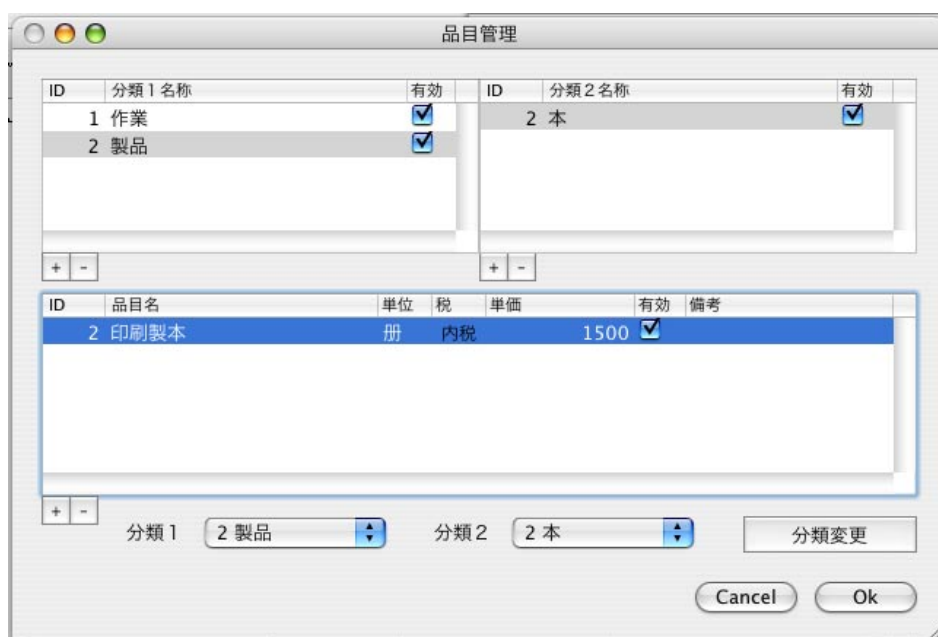 品目管理
ID 分類1名称 有効 ID 分類2名称 有効
1 作業 2 本
2 製品
+ - + -
ID 品目名 単位 税 単価 有効 備考
2 印刷製本 册 内税 1500
+ -
分類1 2 製品 分類2 2 本 分類変更
Cancel Ok